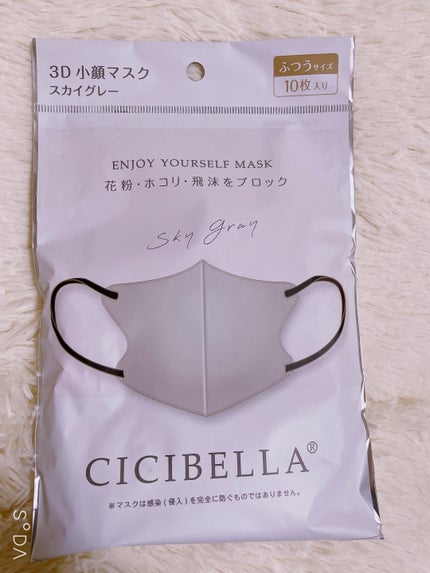 3D 小顔マスク
スカイグレー
ふつうサイズ
10枚入り
ENJOY YOURSELF MASK
花粉・ホコリ・飛沫をブロック
Sky gray
CICIBELLA®
※マスクは感染(侵入)を完全に防ぐものではありません。
VD。S